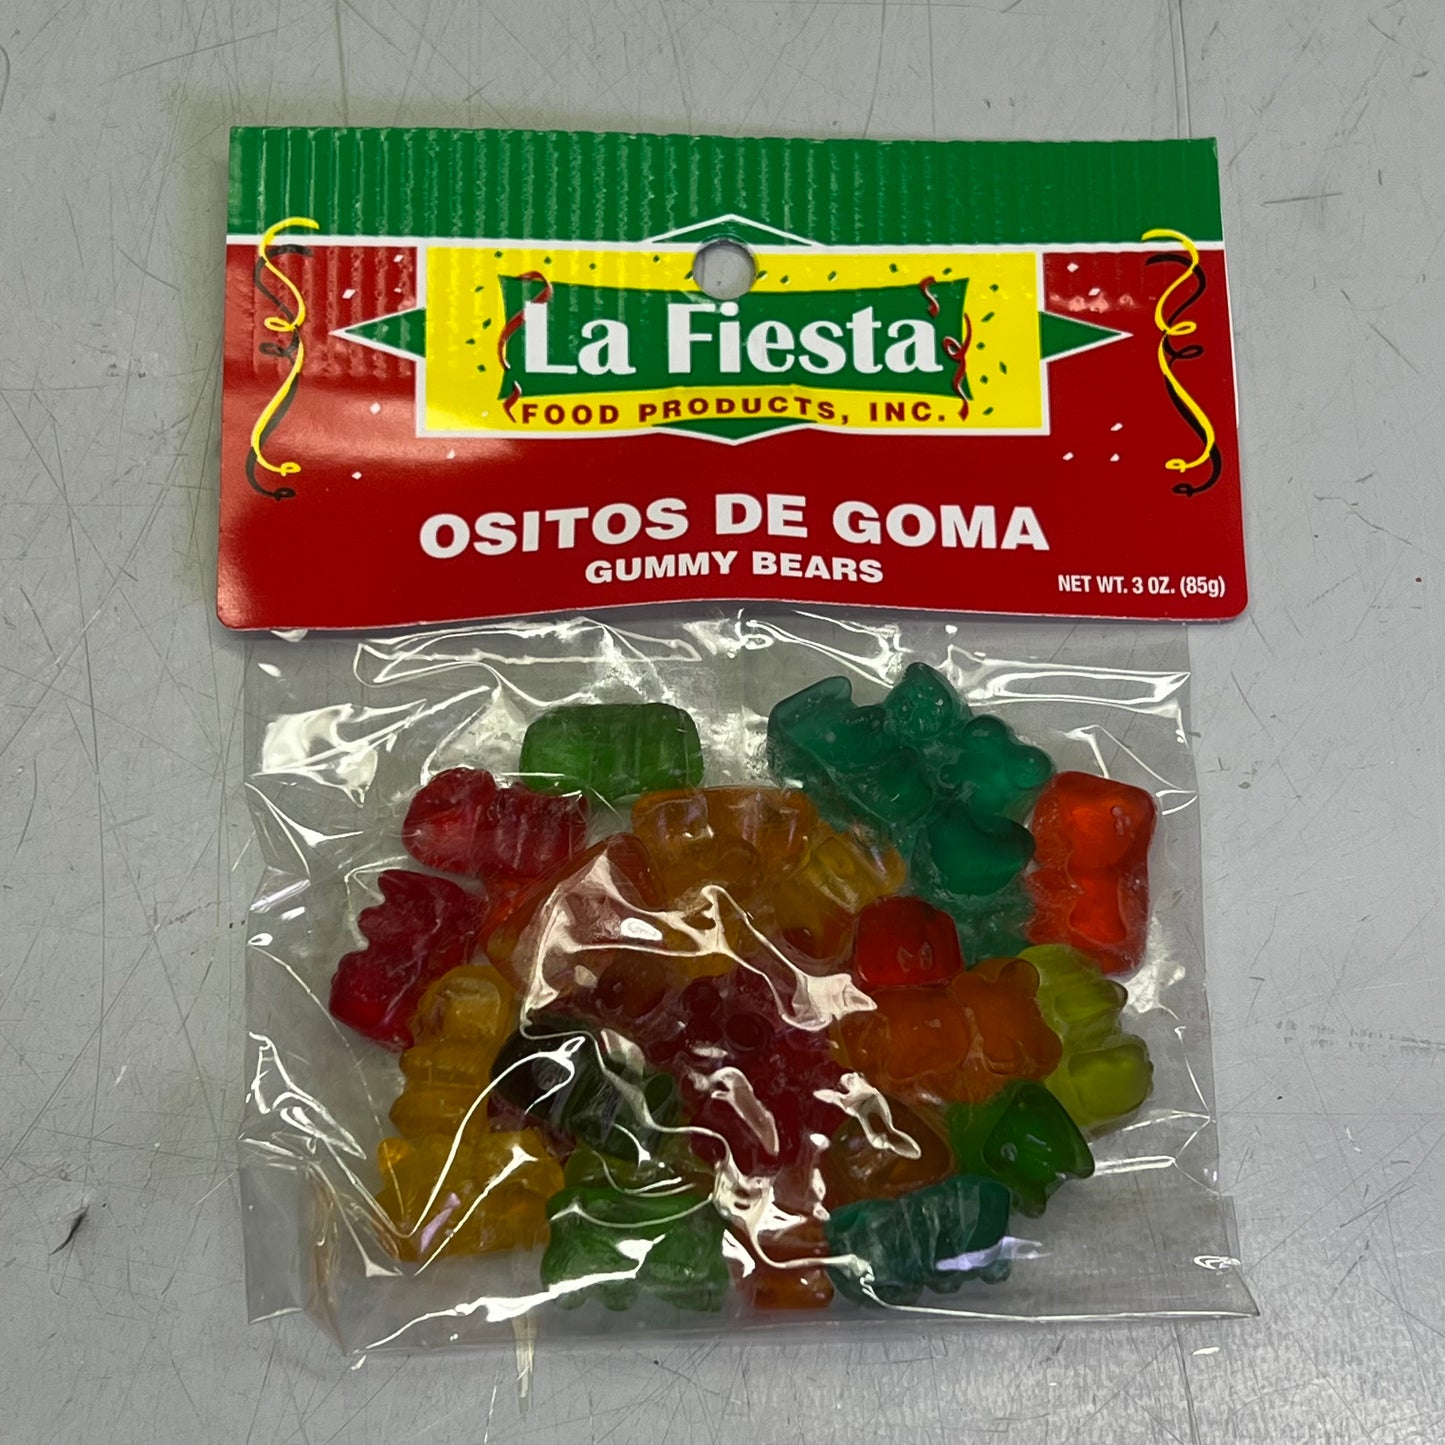 La Fiesta
FOOD PRODUCTS, INC.
OSITOS DE GOMA
GUMMY BEARS
NET WT. 3 OZ. (85g)